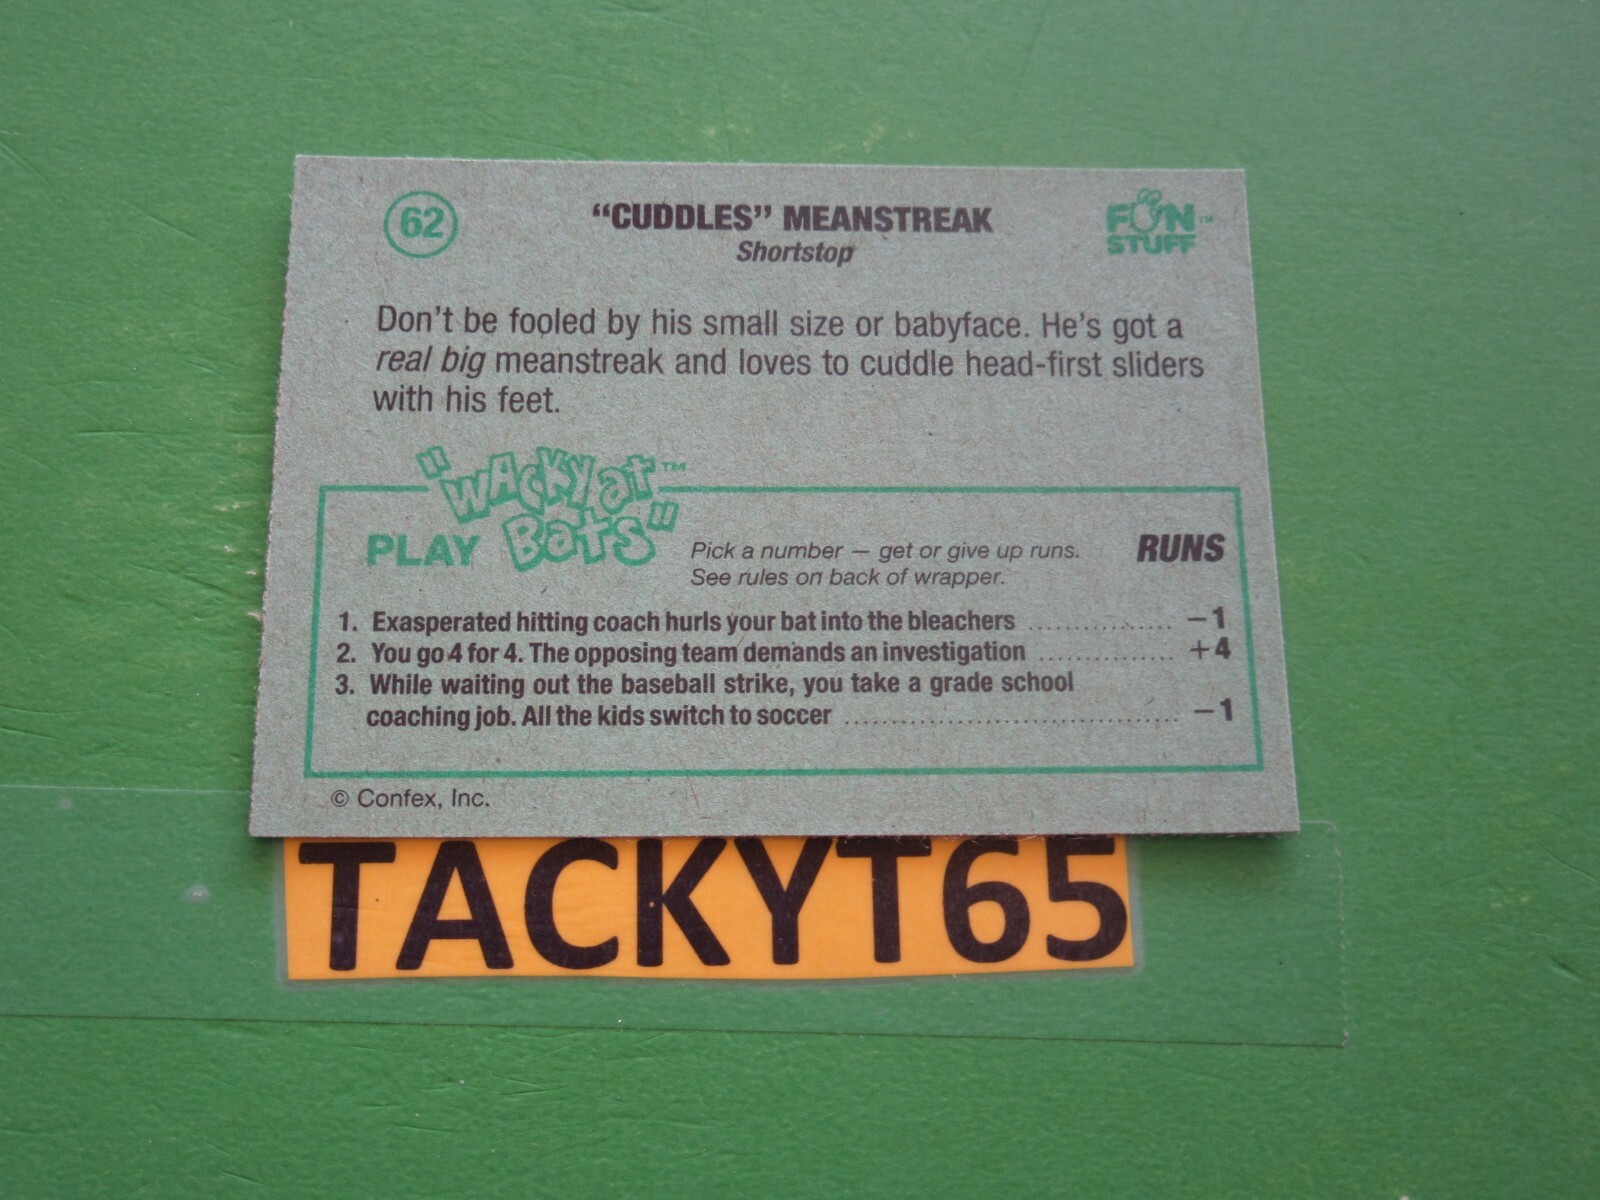 62
"CUDDLES" MEANSTREAK
Shortstop
FUN™
STUFF
Don't be fooled by his small size or babyface. He's got a
real big meanstreak and loves to cuddle head-first sliders
with his feet.
PLAY "Wacky at Bats"™
Pick a number — get or give up runs.
See rules on back of wrapper.
RUNS
1. Exasperated hitting coach hurls your bat into the bleachers ................ −1
2. You go 4 for 4. The opposing team demands an investigation ............... +4
3. While waiting out the baseball strike, you take a grade school
coaching job. All the kids switch to soccer ..................................... −1
© Confex, Inc.
TACKYT65